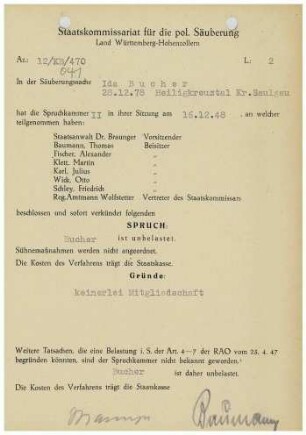 Staatskommissariat für die pol. Säuberung
Land Württemberg-Hohenzollern
Az: 12/KB/470 L: 2
041
In der Säuberungssache Ida Bucher
28.12.78 Heiligkreuztal Kr.Saulgau
hat die Spruchkammer II in ihrer Sitzung am 16.12.48 , an welcher
teilgenommen haben:
Staatsanwalt Dr. Braunger Vorsitzender
Baumann, Thomas Beisitzer
Fischer, Alexander "
Klett, Martin "
Karl, Julius "
Wick, Otto "
Schley, Friedrich "
Reg.Amtmann Wolfstetter Vertreter des Staatskommissars
beschlossen und sofort verkündet folgenden
SPRUCH:
Bucher ist unbelastet.
Sühnemaßnahmen werden nicht angeordnet.
Die Kosten des Verfahrens trägt die Staatskasse.
Gründe:
keinerlei Mitgliedschaft
Weitere Tatsachen, die eine Belastung i. S. der Art. 4—7 der RAO vom 25. 4. 47
begründen könnten, sind der Spruchkammer nicht bekannt geworden.
Bucher ist daher unbelastet.
Die Kosten des Verfahrens trägt die Staatskasse
Baumann